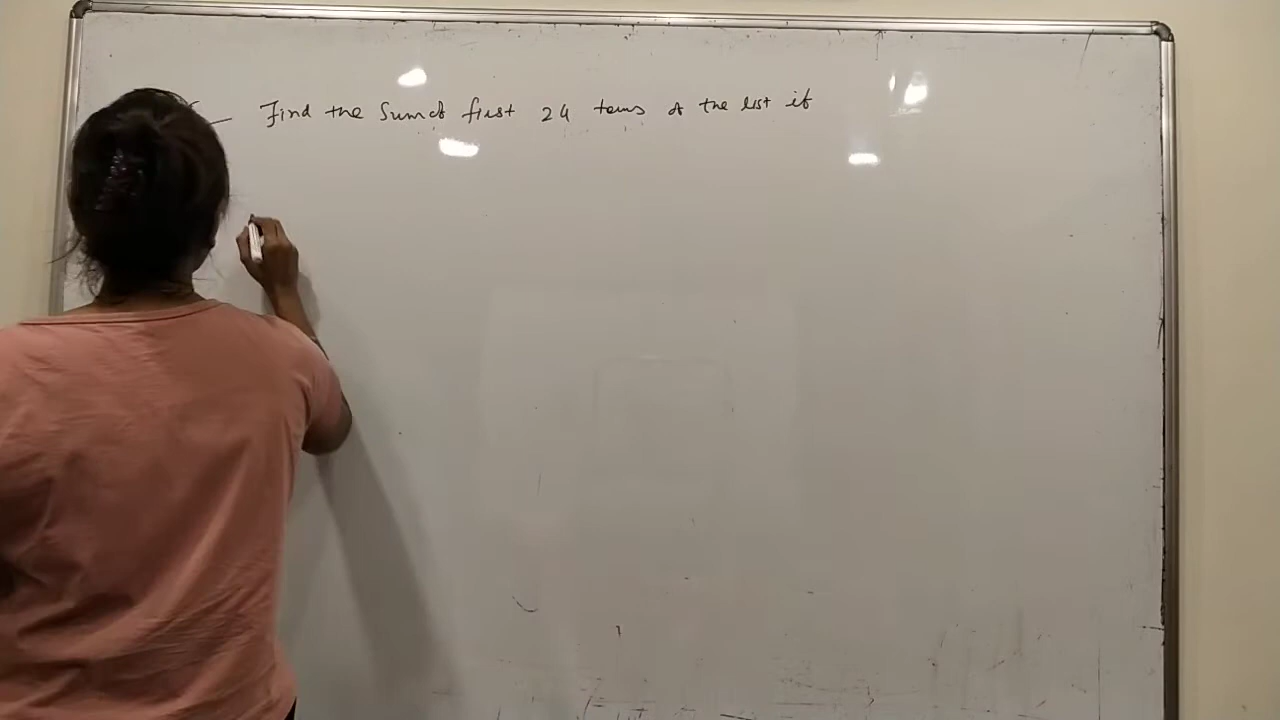 Find the Sum of first 24 terms of the list if